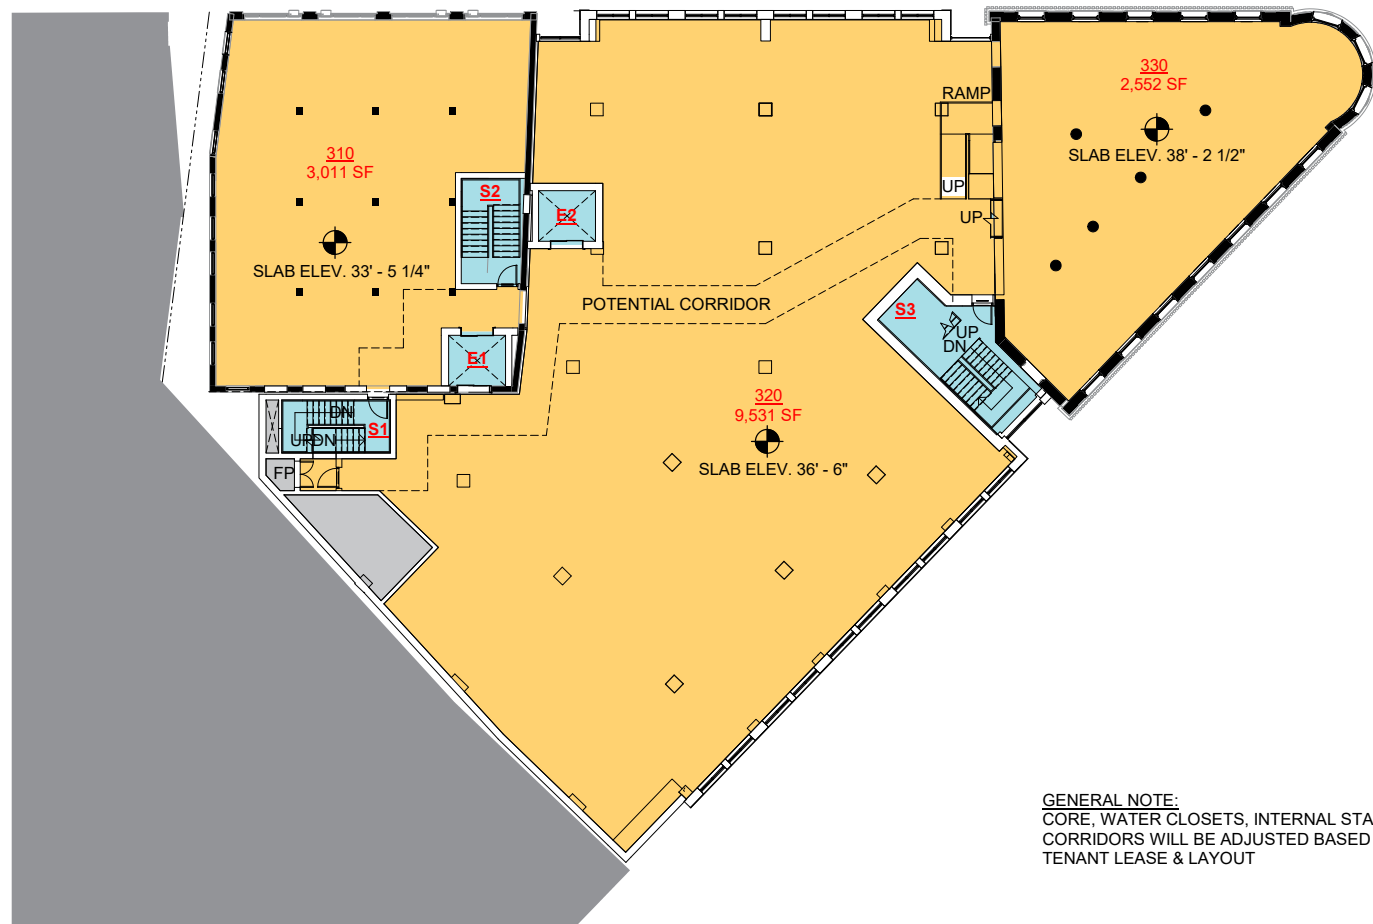 330
2,552 SF
SLAB ELEV. 38' - 2 1/2"
RAMP
UP
UP
310
3,011 SF
SLAB ELEV. 33' - 5 1/4"
S2
E2
POTENTIAL CORRIDOR
S3
UP
DN
E1
320
9,531 SF
SLAB ELEV. 36' - 6"
DN
S1
UP
DN
FP
GENERAL NOTE:
CORE, WATER CLOSETS, INTERNAL STA
CORRIDORS WILL BE ADJUSTED BASED
TENANT LEASE & LAYOUT